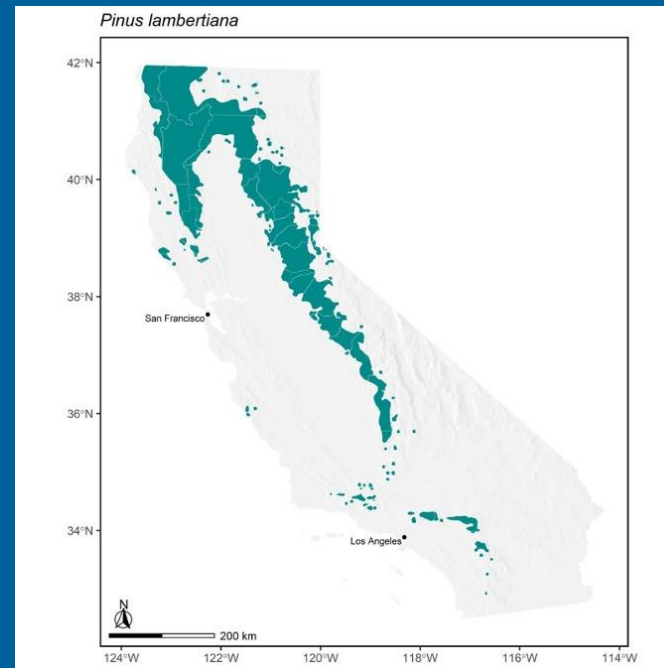 Pinus lambertiana
42°N
40°N
38°N
San Francisco
36°N
34°N
Los Angeles
N
200 km
124°W 122°W 120°W 118°W 116°W 114°W